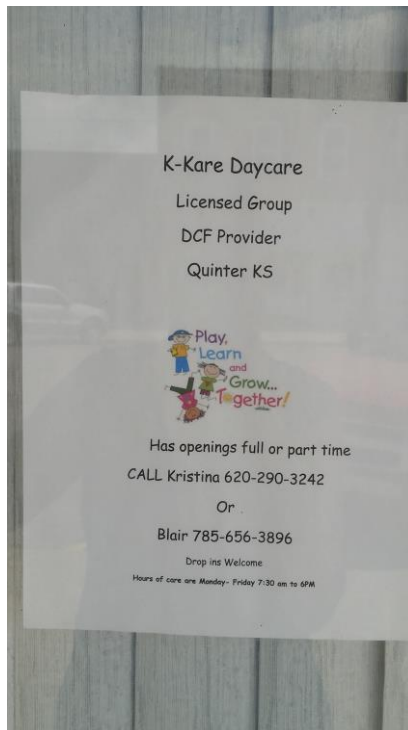 K-Kare Daycare
Licensed Group
DCF Provider
Quinter KS
Play,
Learn
and
Grow...
Together!
Has openings full or part time
CALL Kristina 620-290-3242
Or
Blair 785-656-3896
Drop ins Welcome
Hours of care are Monday- Friday 7:30 am to 6PM